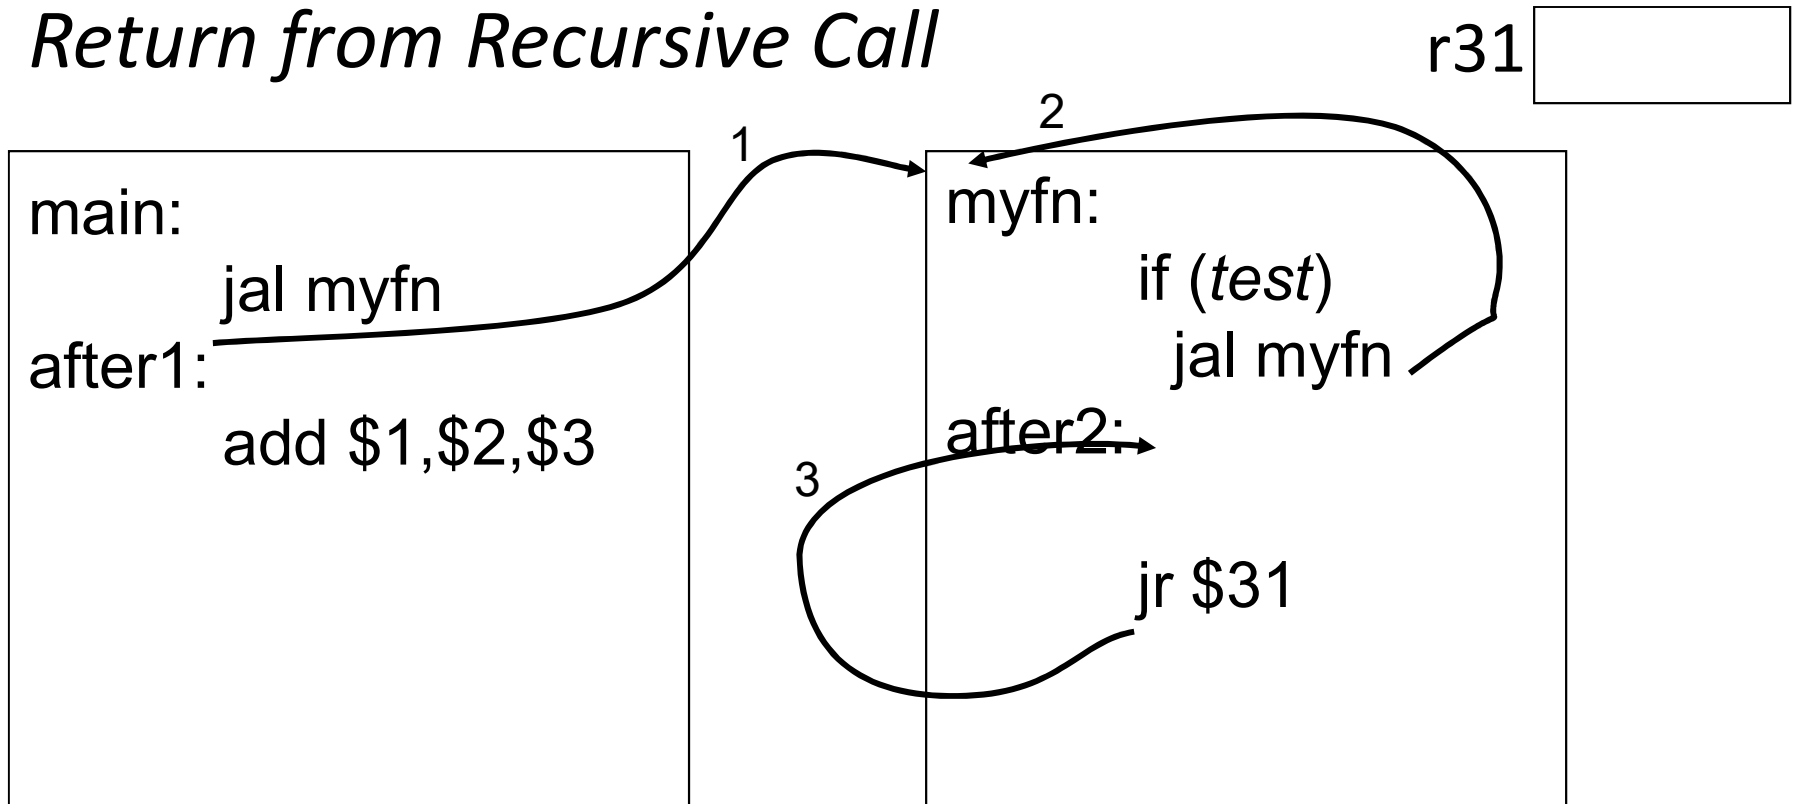 Return from Recursive Call
r31
1
2
main:
jal myfn
after1:
add $1,$2,$3
myfn:
if (test)
jal myfn
after2:
3
jr $31